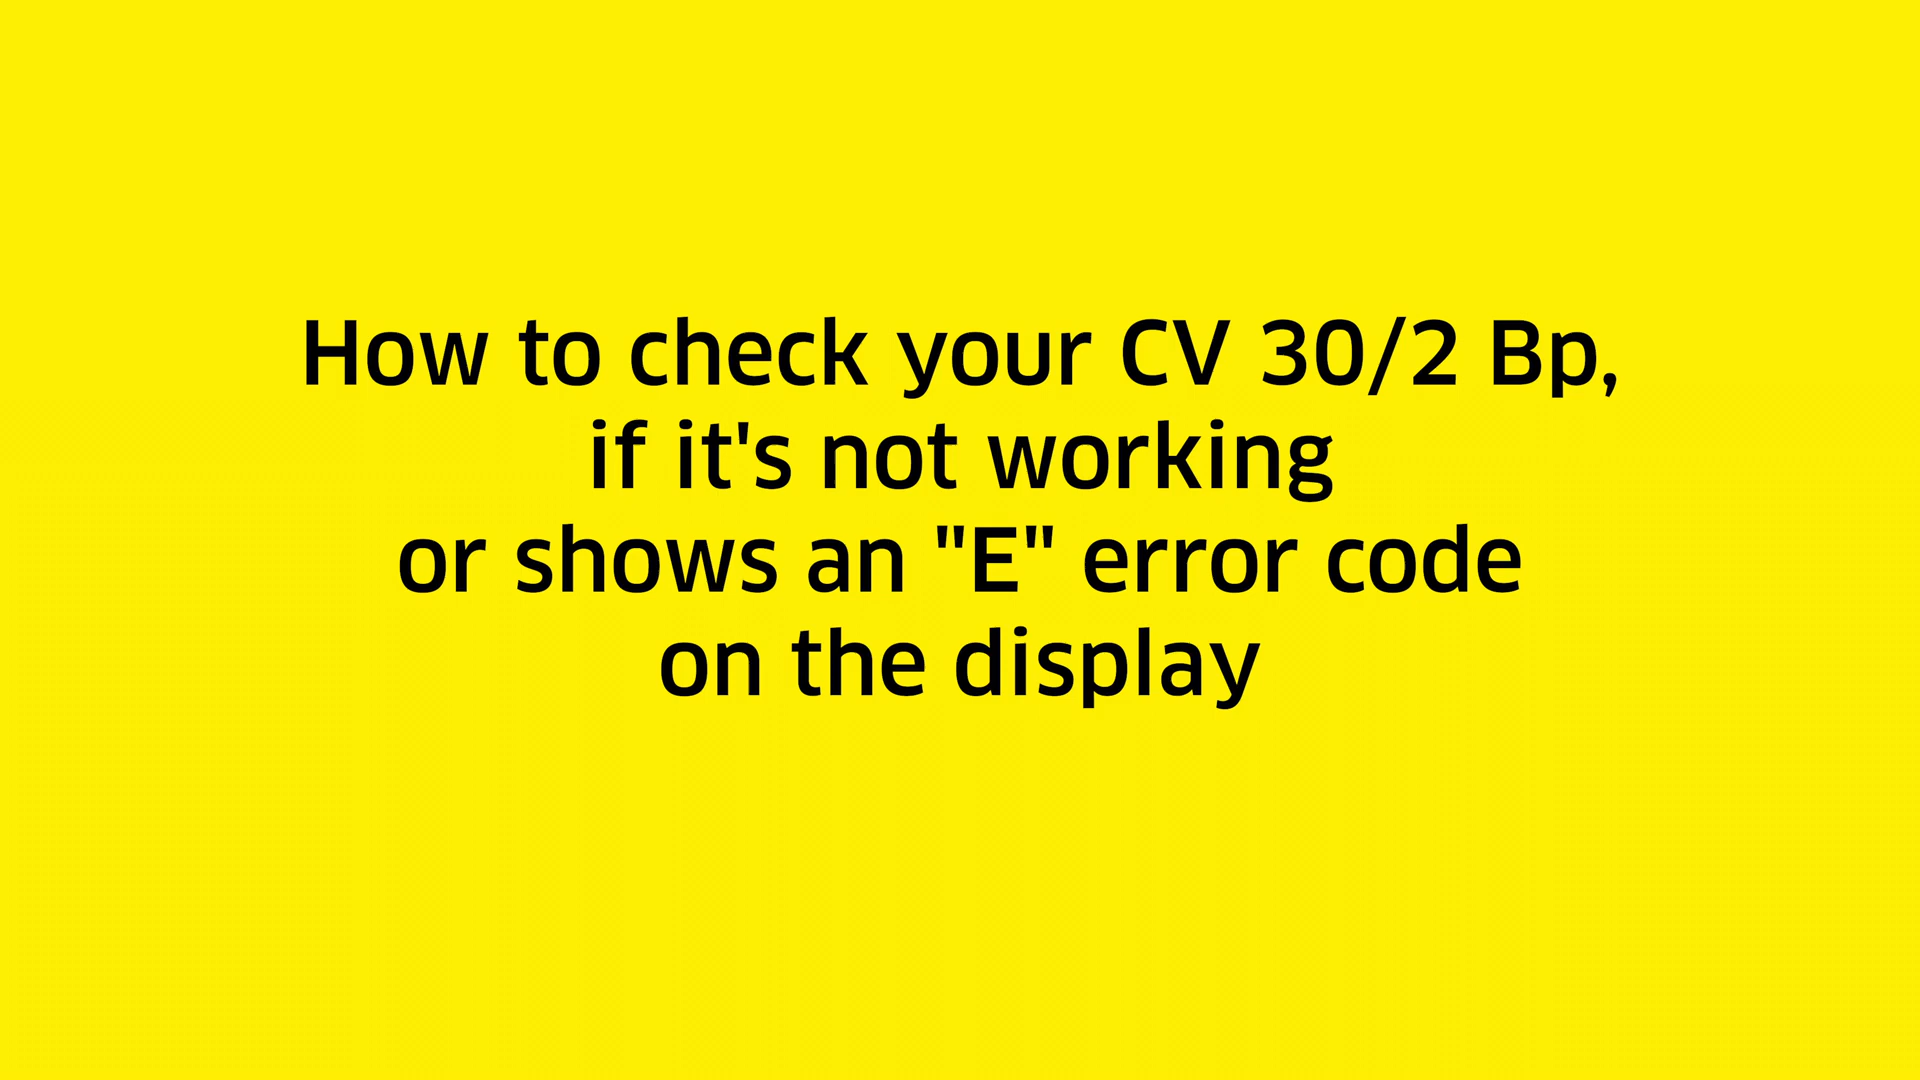 How to check your CV 30/2 Bp,
if it's not working
or shows an "E" error code
on the display